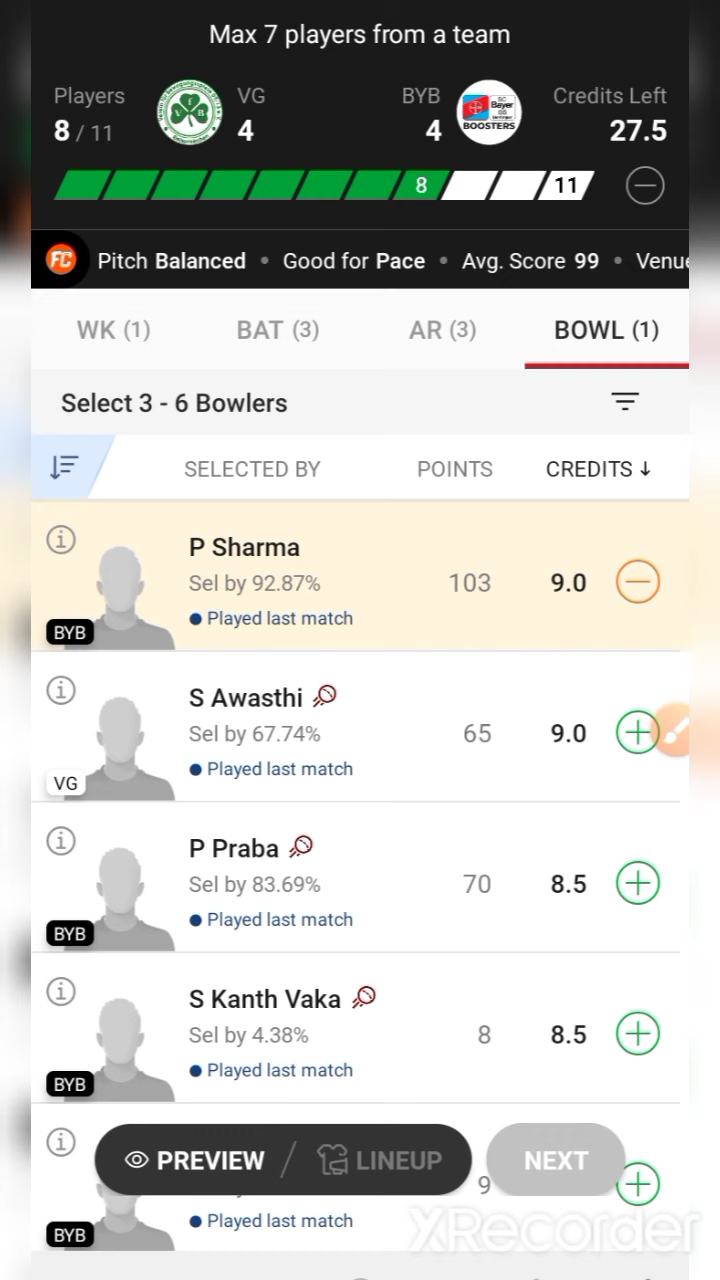 Max 7 players from a team
Players VG BYB Credits Left
8 / 11 4 4 27.5
Bayer
BOOSTERS
8 11
FC Pitch Balanced • Good for Pace • Avg. Score 99 • Venue
WK (1) BAT (3) AR (3) BOWL (1)
Select 3 - 6 Bowlers
SELECTED BY POINTS CREDITS ↓
P Sharma
Sel by 92.87% 103 9.0
Played last match
BYB
S Awasthi
Sel by 67.74% 65 9.0
Played last match
VG
P Praba
Sel by 83.69% 70 8.5
Played last match
BYB
S Kanth Vaka
Sel by 4.38% 8 8.5
Played last match
BYB
PREVIEW / LINEUP NEXT
9
Played last match
BYB
XRecorder